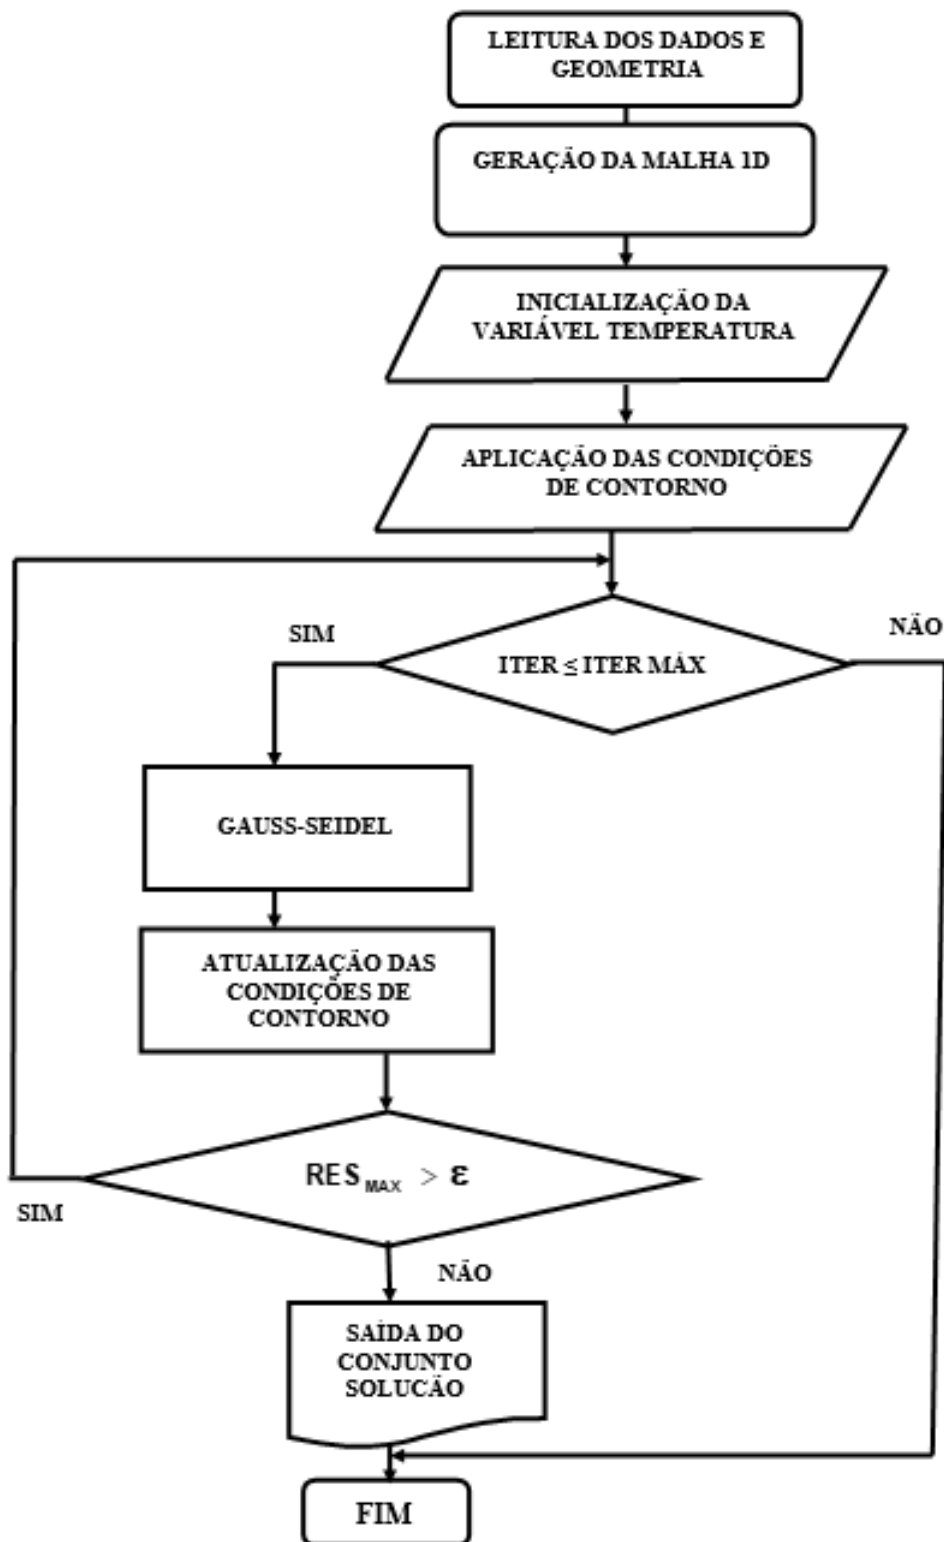 LEITURA DOS DADOS E
GEOMETRIA
GERAÇÃO DA MALHA 1D
INICIALIZAÇÃO DA
VARIÁVEL TEMPERATURA
APLICAÇÃO DAS CONDIÇÕES
DE CONTORNO
SIM
NÃO
ITER ≤ ITER MÁX
GAUSS-SEIDEL
ATUALIZAÇÃO DAS
CONDIÇÕES DE
CONTORNO
RES MAX > ε
SIM
NÃO
SAÍDA DO
CONJUNTO
SOLUCÃO
FIM